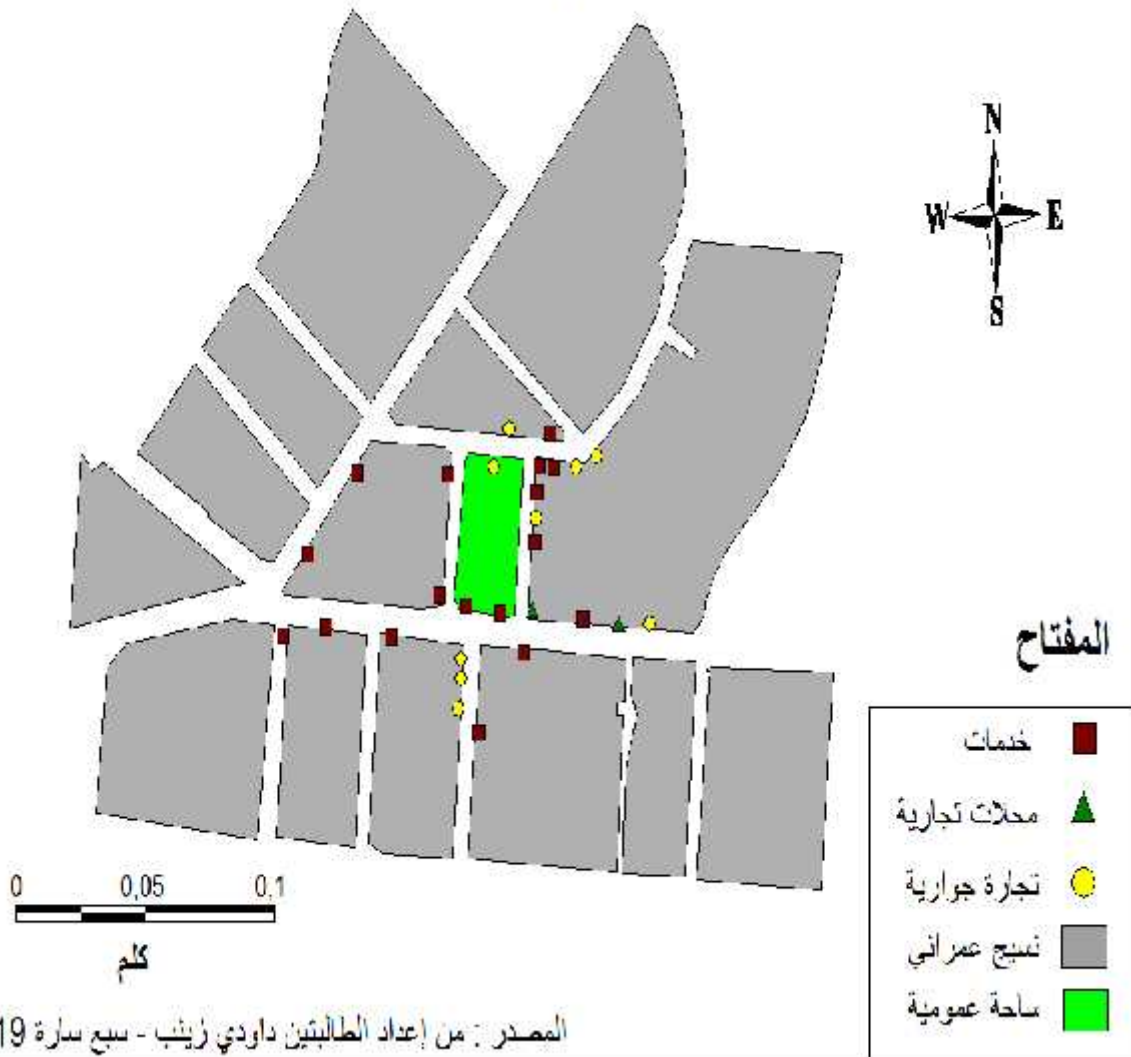 N
W E
S
المفتاح
خدمات
محلات تجارية
تجارة جوارية
نسيج عمراني
ساحة عمومية
0 0,05 0,1
كلم
المصدر : من إعداد الطالبتين داودي زينب - سبع سارة 19